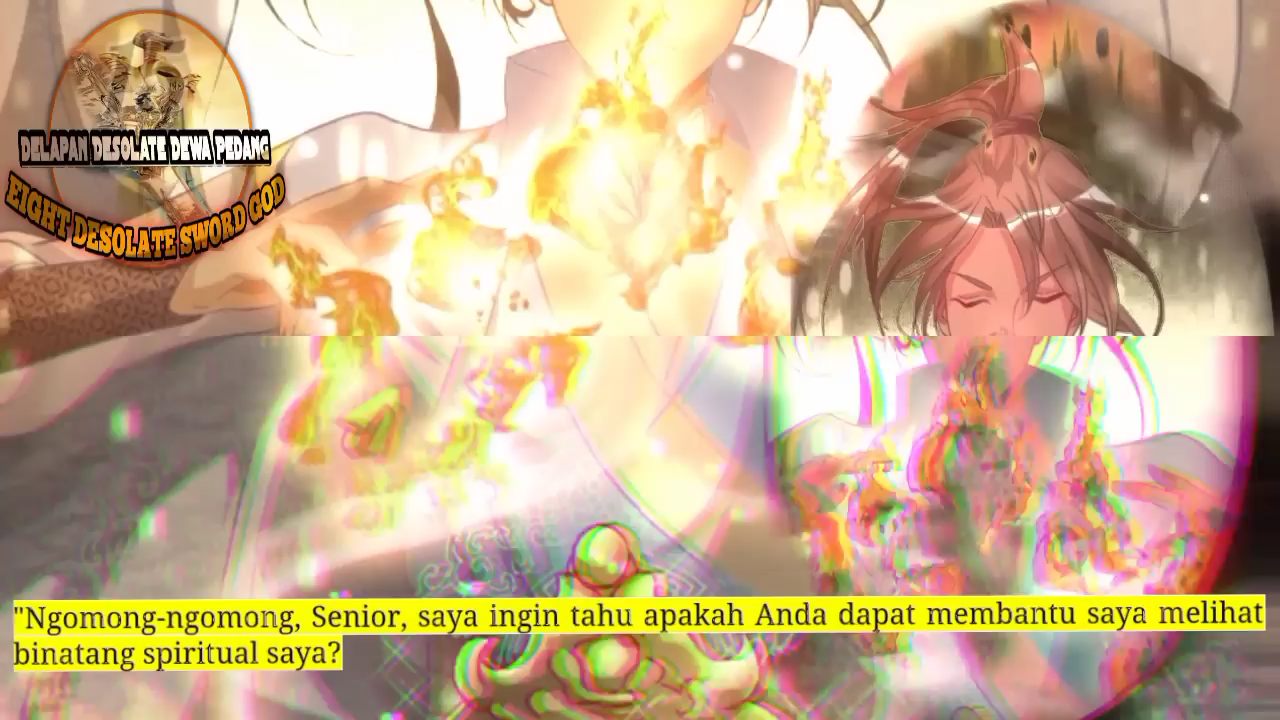 DELAPAN DESOLATE DEWA PEDANG
EIGHT DESOLATE SWORD GOD
"Ngomong-ngomong, Senior, saya ingin tahu apakah Anda dapat membantu saya melihat
binatang spiritual saya?